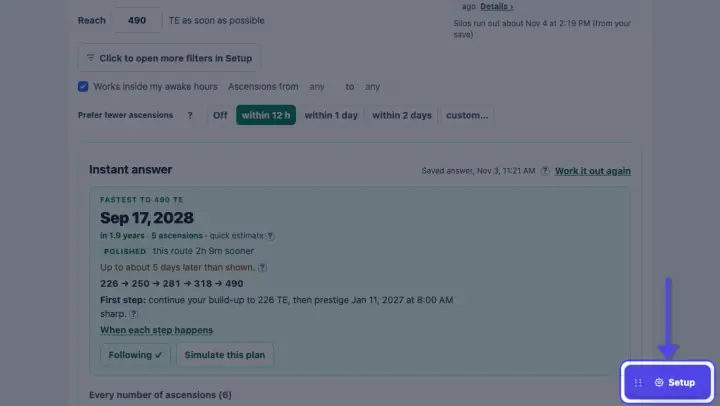 ago. Details ›
Reach 490 TE as soon as possible
Silos run out about Nov 4 at 2:19 PM (from your
save)
Click to open more filters in Setup
Works inside my awake hours Ascensions from any to any
Prefer fewer ascensions ? Off within 12 h within 1 day within 2 days custom...
Instant answer
Saved answer, Nov 3, 11:21 AM ? Work it out again
FASTEST TO 490 TE
Sep 17, 2028
in 1.9 years · 5 ascensions · quick estimate ?
POLISHED this route 2h 9m sooner
Up to about 5 days later than shown. ?
226 → 250 → 281 → 318 → 490
First step: continue your build-up to 226 TE, then prestige Jan 11, 2027 at 8:00 AM
sharp. ?
When each step happens
Following ✓ Simulate this plan
Every number of ascensions (6)
Setup